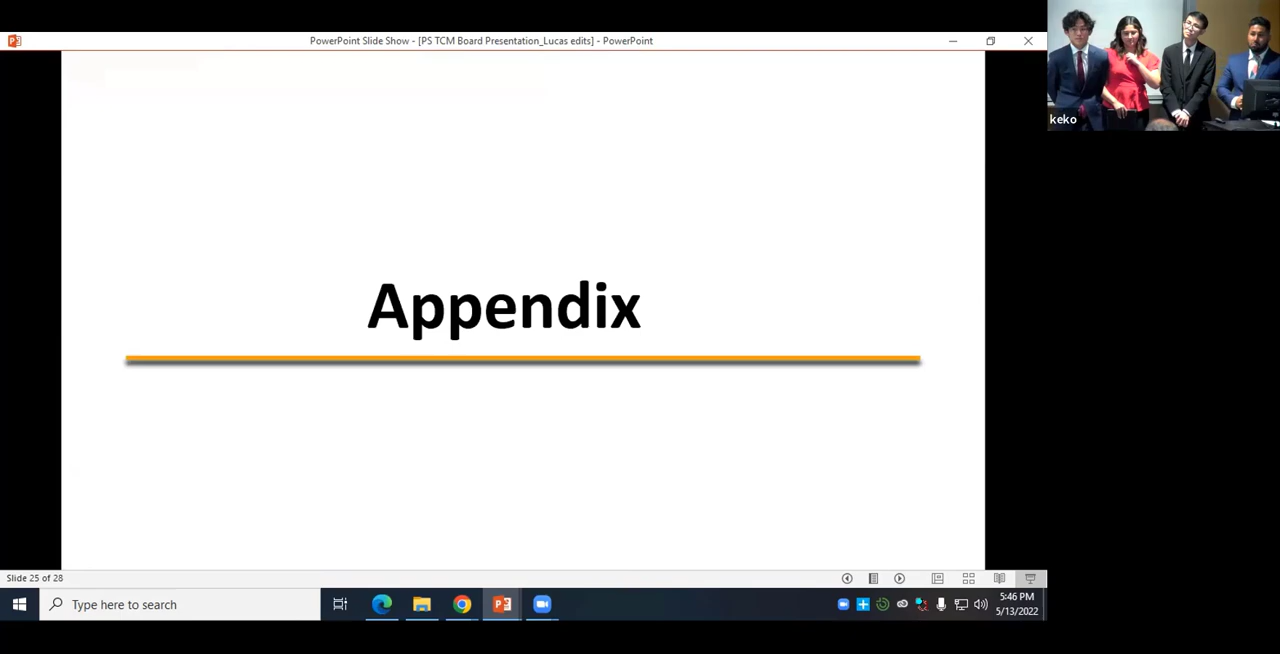 PowerPoint Slide Show - [PS TCM Board Presentation_Lucas edits] - PowerPoint
keko
Appendix
Slide 25 of 28
Type here to search
5:46 PM
5/13/2022